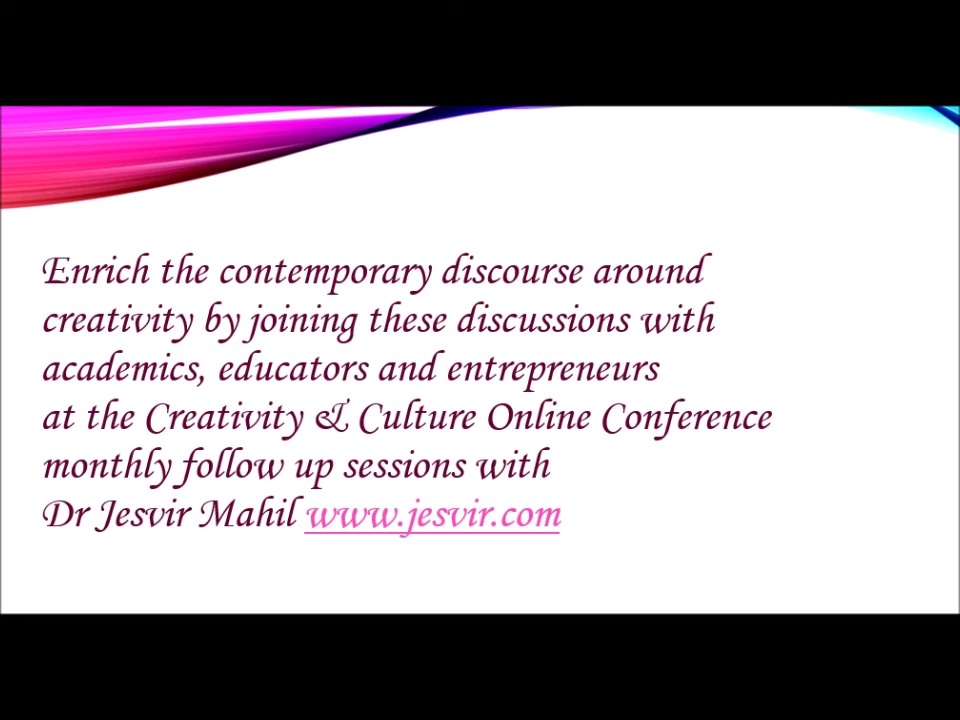 Enrich the contemporary discourse around
creativity by joining these discussions with
academics, educators and entrepreneurs
at the Creativity & Culture Online Conference
monthly follow up sessions with
Dr Jesvir Mahil www.jesvir.com